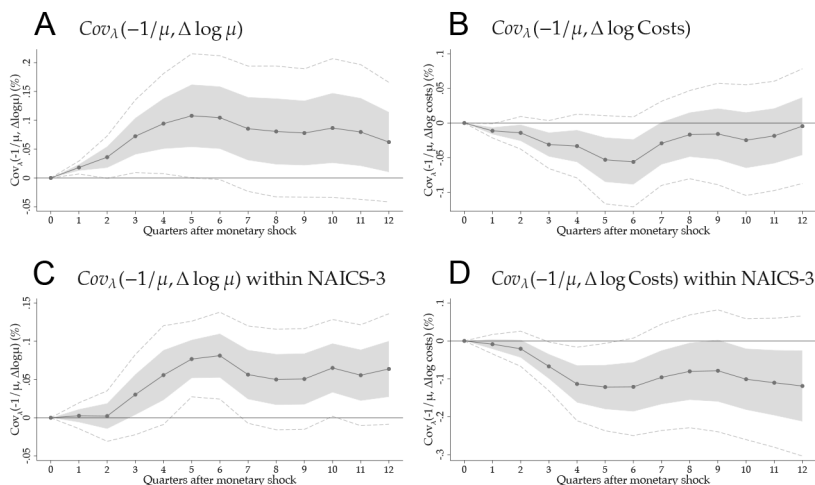 A Cov_λ(−1/μ, Δ log μ)
Cov_λ(-1/μ, Δlogμ) (%)
.2
.15
.1
.05
0
-.05
0 1 2 3 4 5 6 7 8 9 10 11 12
Quarters after monetary shock
B Cov_λ(−1/μ, Δ log Costs)
Cov_λ(-1/μ, Δlog costs) (%)
.1
.05
0
-.05
-.1
0 1 2 3 4 5 6 7 8 9 10 11 12
Quarters after monetary shock
C Cov_λ(−1/μ, Δ log μ) within NAICS-3
Cov_λ(-1/μ, Δlogμ) (%)
.15
.1
.05
0
-.05
0 1 2 3 4 5 6 7 8 9 10 11 12
Quarters after monetary shock
D Cov_λ(−1/μ, Δ log Costs) within NAICS-3
Cov_λ(-1/μ, Δlog costs) (%)
.1
0
-.1
-.2
-.3
0 1 2 3 4 5 6 7 8 9 10 11 12
Quarters after monetary shock